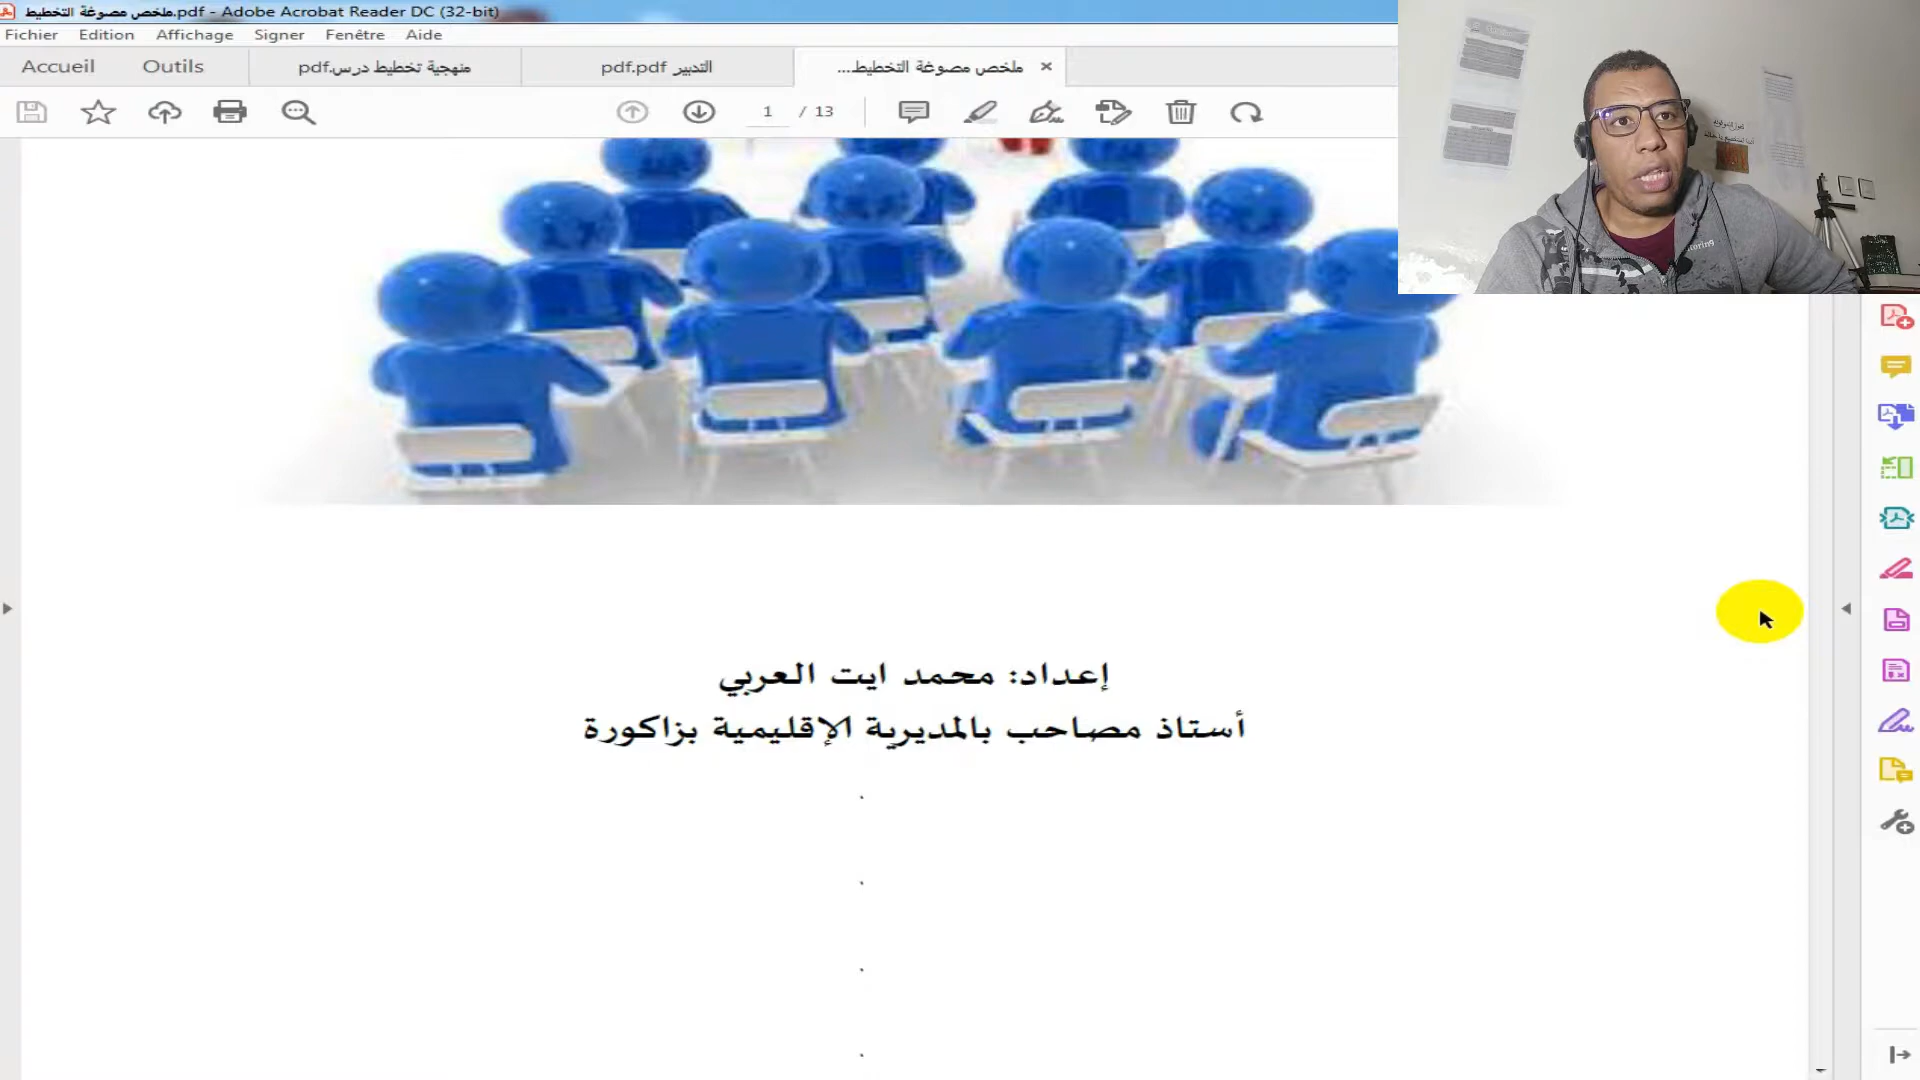 ملخص مصوغة التخطيط.pdf - Adobe Acrobat Reader DC (32-bit)
Fichier Edition Affichage Signer Fenêtre Aide
Accueil Outils منهجية تخطيط درس.pdf التدبير pdf.pdf ملخص مصوغة التخطيط...
1 / 13
إعداد: محمد ايت العربي
أستاذ مصاحب بالمديرية الإقليمية بزاكورة